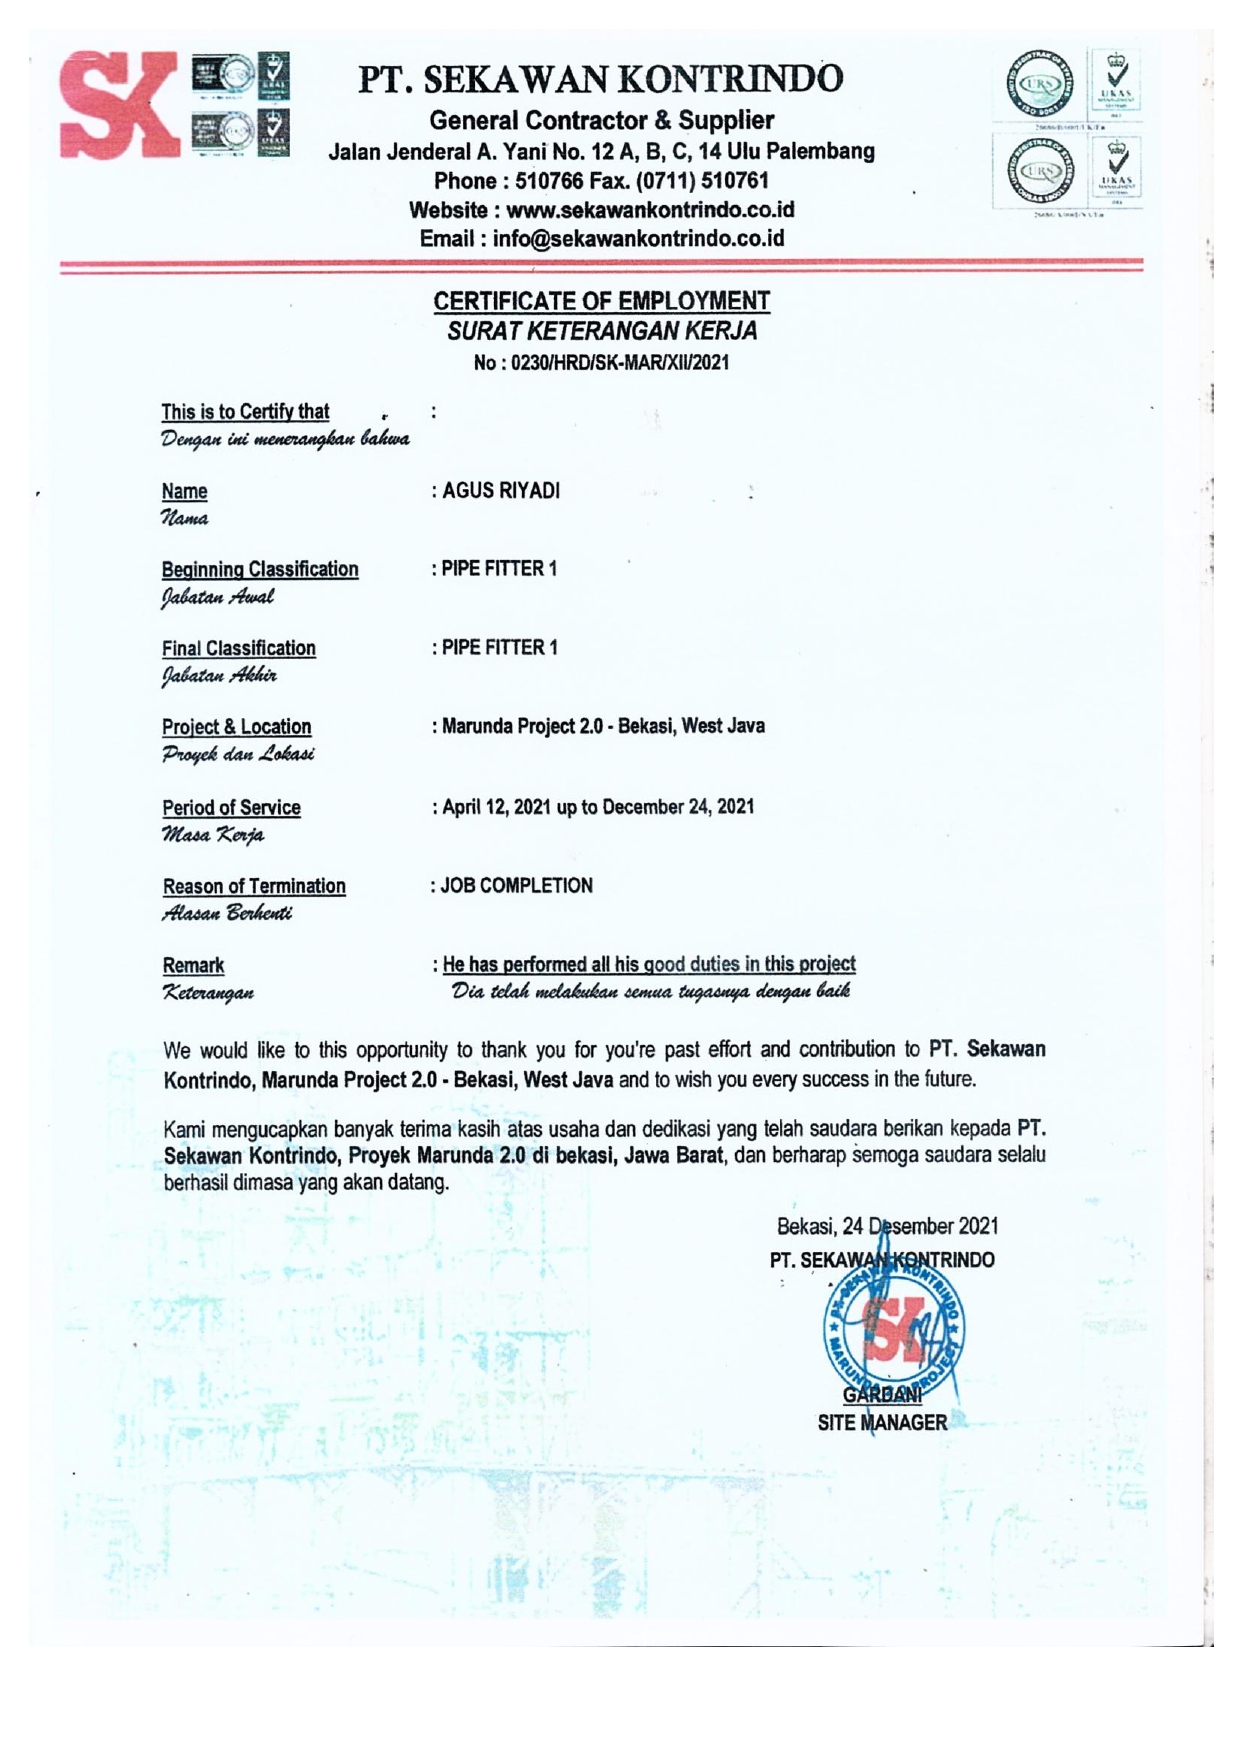 SK
PT. SEKAWAN KONTRINDO
General Contractor & Supplier
Jalan Jenderal A. Yani No. 12 A, B, C, 14 Ulu Palembang
Phone : 510766 Fax. (0711) 510761
Website : www.sekawankontrindo.co.id
Email : info@sekawankontrindo.co.id
URS
UKAS
MANAGEMENT
SYSTEMS
URS
UKAS
MANAGEMENT
SYSTEMS
CERTIFICATE OF EMPLOYMENT
SURAT KETERANGAN KERJA
No : 0230/HRD/SK-MAR/XII/2021
This is to Certify that :
Dengan ini menerangkan bahwa
Name : AGUS RIYADI
Nama
Beginning Classification : PIPE FITTER 1
Jabatan Awal
Final Classification : PIPE FITTER 1
Jabatan Akhir
Project & Location : Marunda Project 2.0 - Bekasi, West Java
Proyek dan Lokasi
Period of Service : April 12, 2021 up to December 24, 2021
Masa Kerja
Reason of Termination : JOB COMPLETION
Alasan Berhenti
Remark : He has performed all his good duties in this project
Keterangan Dia telah melakukan semua tugasnya dengan baik
We would like to this opportunity to thank you for you're past effort and contribution to PT. Sekawan
Kontrindo, Marunda Project 2.0 - Bekasi, West Java and to wish you every success in the future.
Kami mengucapkan banyak terima kasih atas usaha dan dedikasi yang telah saudara berikan kepada PT.
Sekawan Kontrindo, Proyek Marunda 2.0 di bekasi, Jawa Barat, dan berharap semoga saudara selalu
berhasil dimasa yang akan datang.
Bekasi, 24 Desember 2021
PT. SEKAWAN KONTRINDO
PT. SEKAWAN KONTRINDO
SK
MARUNDA PROJECT
GARDANI
SITE MANAGER